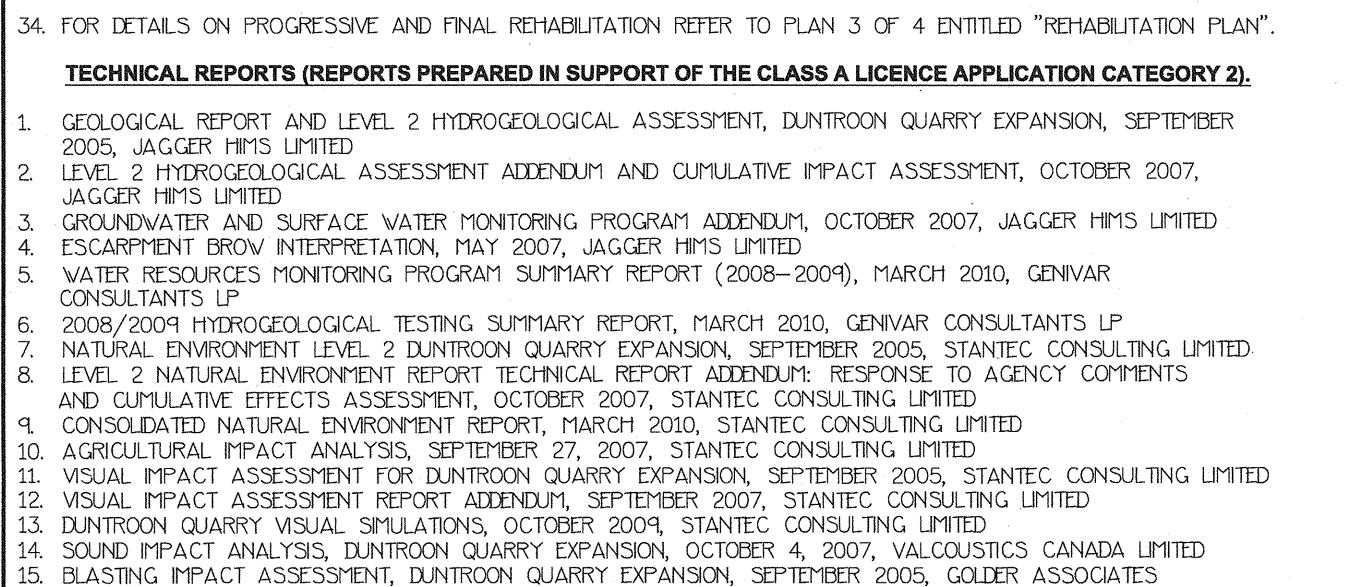 34. FOR DETAILS ON PROGRESSIVE AND FINAL REHABILITATION REFER TO PLAN 3 OF 4 ENTITLED "REHABILITATION PLAN".
TECHNICAL REPORTS (REPORTS PREPARED IN SUPPORT OF THE CLASS A LICENCE APPLICATION CATEGORY 2).
1. GEOLOGICAL REPORT AND LEVEL 2 HYDROGEOLOGICAL ASSESSMENT, DUNTROON QUARRY EXPANSION, SEPTEMBER
2005, JAGGER HIMS LIMITED
2. LEVEL 2 HYDROGEOLOGICAL ASSESSMENT ADDENDUM AND CUMULATIVE IMPACT ASSESSMENT, OCTOBER 2007,
JAGGER HIMS LIMITED
3. GROUNDWATER AND SURFACE WATER MONITORING PROGRAM ADDENDUM, OCTOBER 2007, JAGGER HIMS LIMITED
4. ESCARPMENT BROW INTERPRETATION, MAY 2007, JAGGER HIMS LIMITED
5. WATER RESOURCES MONITORING PROGRAM SUMMARY REPORT (2008-2009), MARCH 2010, GENIVAR
CONSULTANTS LP
6. 2008/2009 HYDROGEOLOGICAL TESTING SUMMARY REPORT, MARCH 2010, GENIVAR CONSULTANTS LP
7. NATURAL ENVIRONMENT LEVEL 2 DUNTROON QUARRY EXPANSION, SEPTEMBER 2005, STANTEC CONSULTING LIMITED.
8. LEVEL 2 NATURAL ENVIRONMENT REPORT TECHNICAL REPORT ADDENDUM: RESPONSE TO AGENCY COMMENTS
AND CUMULATIVE EFFECTS ASSESSMENT, OCTOBER 2007, STANTEC CONSULTING LIMITED
9. CONSOLIDATED NATURAL ENVIRONMENT REPORT, MARCH 2010, STANTEC CONSULTING LIMITED
10. AGRICULTURAL IMPACT ANALYSIS, SEPTEMBER 27, 2007, STANTEC CONSULTING LIMITED
11. VISUAL IMPACT ASSESSMENT FOR DUNTROON QUARRY EXPANSION, SEPTEMBER 2005, STANTEC CONSULTING LIMITED
12. VISUAL IMPACT ASSESSMENT REPORT ADDENDUM, SEPTEMBER 2007, STANTEC CONSULTING LIMITED
13. DUNTROON QUARRY VISUAL SIMULATIONS, OCTOBER 2009, STANTEC CONSULTING LIMITED
14. SOUND IMPACT ANALYSIS, DUNTROON QUARRY EXPANSION, OCTOBER 4, 2007, VALCOUSTICS CANADA LIMITED
15. BLASTING IMPACT ASSESSMENT, DUNTROON QUARRY EXPANSION, SEPTEMBER 2005, GOLDER ASSOCIATES